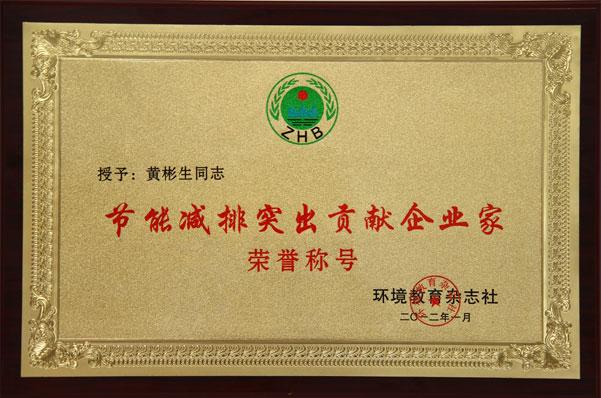 ZHB
授予：黄彬生同志
节能减排突出贡献企业家
荣誉称号
环境教育杂志社
二〇一二年一月